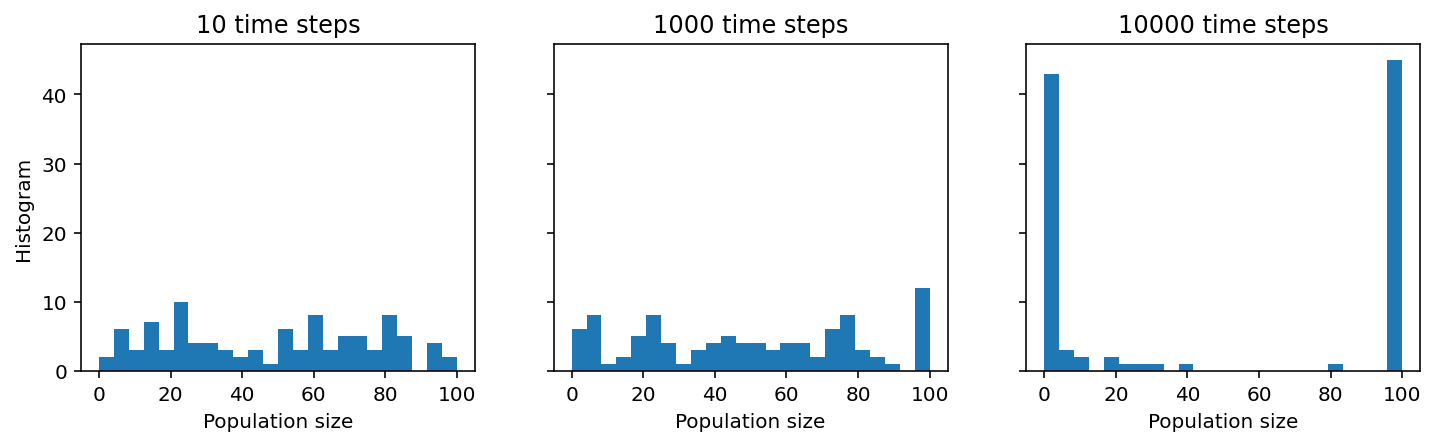 10 time steps
1000 time steps
10000 time steps
Histogram
40
30
20
10
0
0 20 40 60 80 100
0 20 40 60 80 100
0 20 40 60 80 100
Population size
Population size
Population size